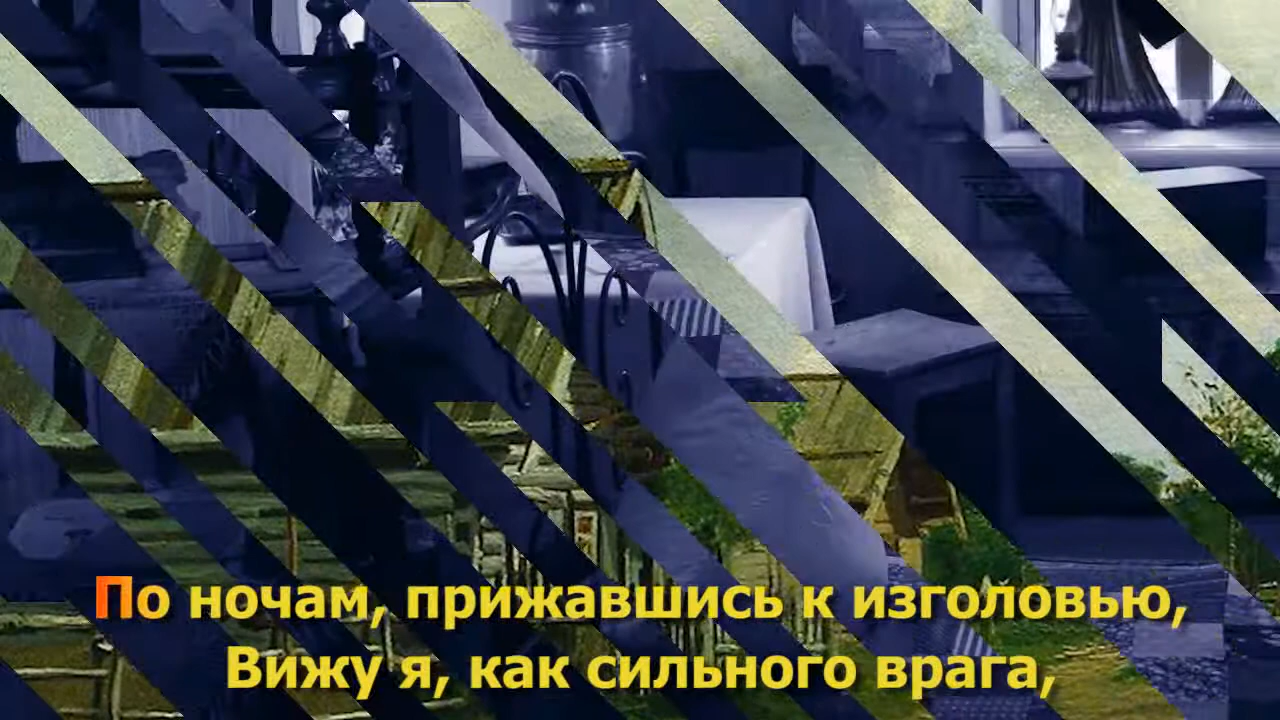 По ночам, прижавшись к изголовью,
Вижу я, как сильного врага,